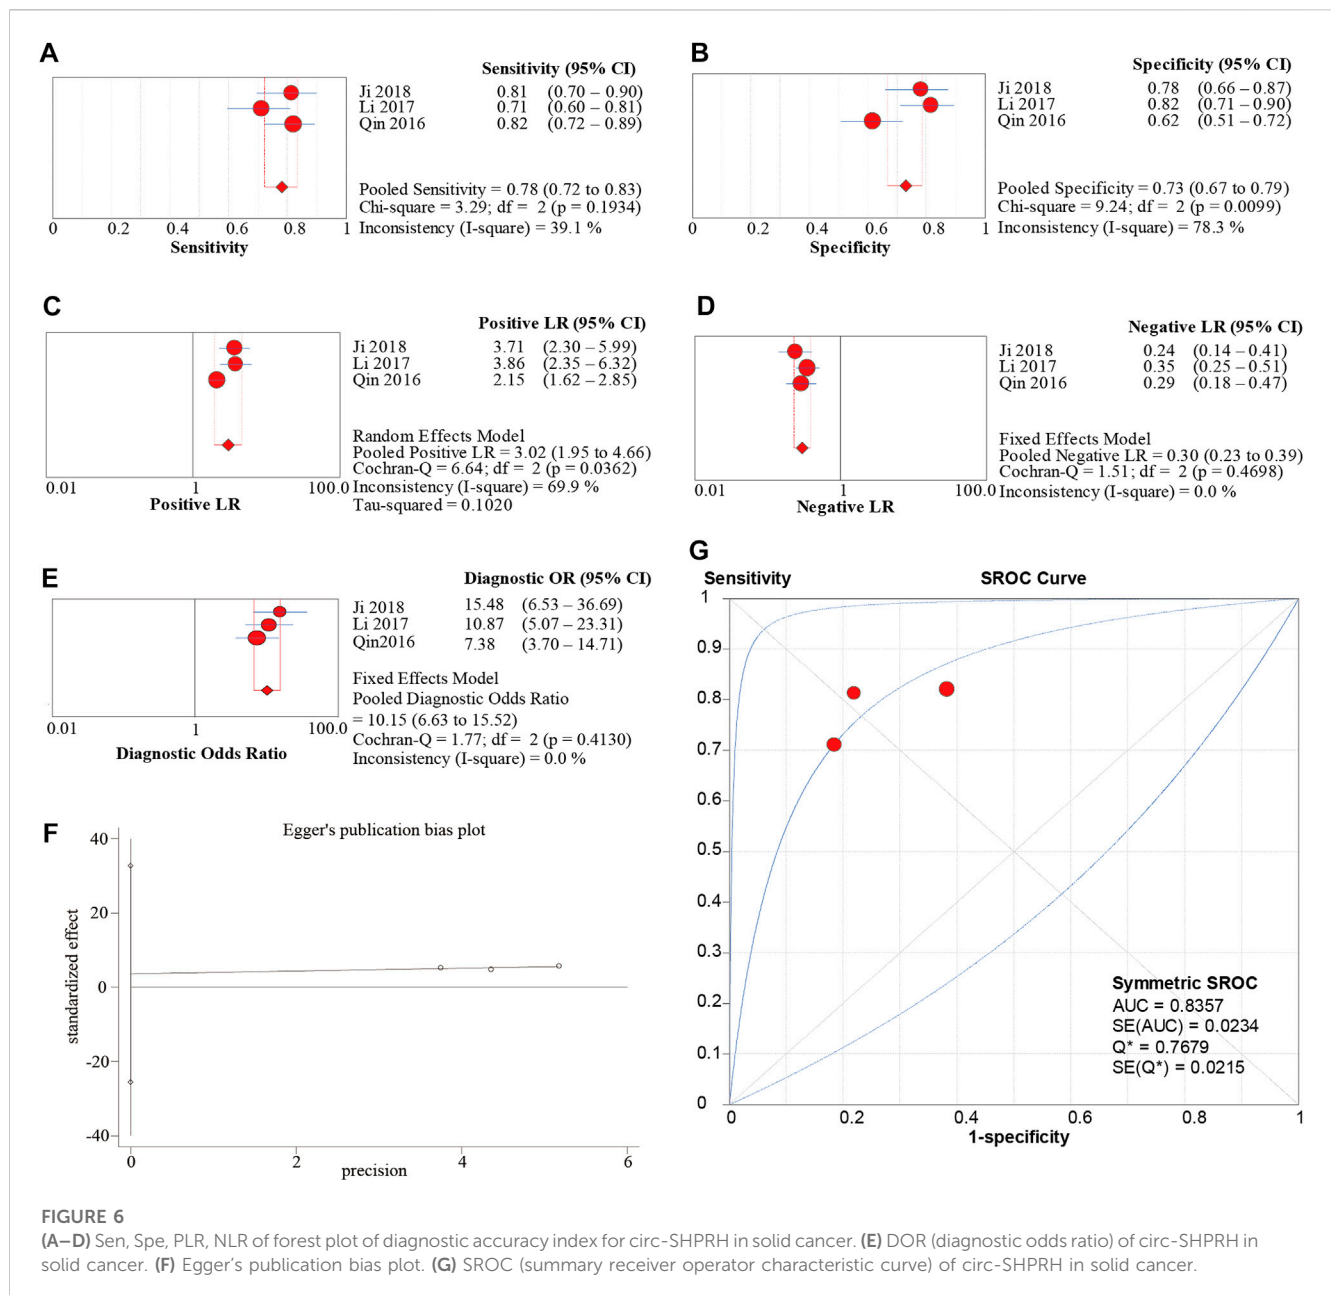 A
Sensitivity (95% CI)
Ji 2018 0.81 (0.70 – 0.90)
Li 2017 0.71 (0.60 – 0.81)
Qin 2016 0.82 (0.72 – 0.89)
Pooled Sensitivity = 0.78 (0.72 to 0.83)
Chi-square = 3.29; df = 2 (p = 0.1934)
Inconsistency (I-square) = 39.1 %
0 0.2 0.4 0.6 0.8 1
Sensitivity
B
Specificity (95% CI)
Ji 2018 0.78 (0.66 – 0.87)
Li 2017 0.82 (0.71 – 0.90)
Qin 2016 0.62 (0.51 – 0.72)
Pooled Specificity = 0.73 (0.67 to 0.79)
Chi-square = 9.24; df = 2 (p = 0.0099)
Inconsistency (I-square) = 78.3 %
0 0.2 0.4 0.6 0.8 1
Specificity
C
Positive LR (95% CI)
Ji 2018 3.71 (2.30 – 5.99)
Li 2017 3.86 (2.35 – 6.32)
Qin 2016 2.15 (1.62 – 2.85)
Random Effects Model
Pooled Positive LR = 3.02 (1.95 to 4.66)
Cochran-Q = 6.64; df = 2 (p = 0.0362)
Inconsistency (I-square) = 69.9 %
Tau-squared = 0.1020
0.01 1 100.0
Positive LR
D
Negative LR (95% CI)
Ji 2018 0.24 (0.14 – 0.41)
Li 2017 0.35 (0.25 – 0.51)
Qin 2016 0.29 (0.18 – 0.47)
Fixed Effects Model
Pooled Negative LR = 0.30 (0.23 to 0.39)
Cochran-Q = 1.51; df = 2 (p = 0.4698)
Inconsistency (I-square) = 0.0 %
0.01 1 100.0
Negative LR
E
Diagnostic OR (95% CI)
Ji 2018 15.48 (6.53 – 36.69)
Li 2017 10.87 (5.07 – 23.31)
Qin2016 7.38 (3.70 – 14.71)
Fixed Effects Model
Pooled Diagnostic Odds Ratio
= 10.15 (6.63 to 15.52)
Cochran-Q = 1.77; df = 2 (p = 0.4130)
Inconsistency (I-square) = 0.0 %
0.01 1 100.0
Diagnostic Odds Ratio
F
Egger's publication bias plot
standardized effect
40
20
0
-20
-40
0 2 4 6
precision
G
Sensitivity SROC Curve
1
0.9
0.8
0.7
0.6
0.5
0.4
0.3
0.2
0.1
0
Symmetric SROC
AUC = 0.8357
SE(AUC) = 0.0234
Q* = 0.7679
SE(Q*) = 0.0215
0 0.2 0.4 0.6 0.8 1
1-specificity
FIGURE 6
(A–D) Sen, Spe, PLR, NLR of forest plot of diagnostic accuracy index for circ-SHPRH in solid cancer. (E) DOR (diagnostic odds ratio) of circ-SHPRH in
solid cancer. (F) Egger's publication bias plot. (G) SROC (summary receiver operator characteristic curve) of circ-SHPRH in solid cancer.